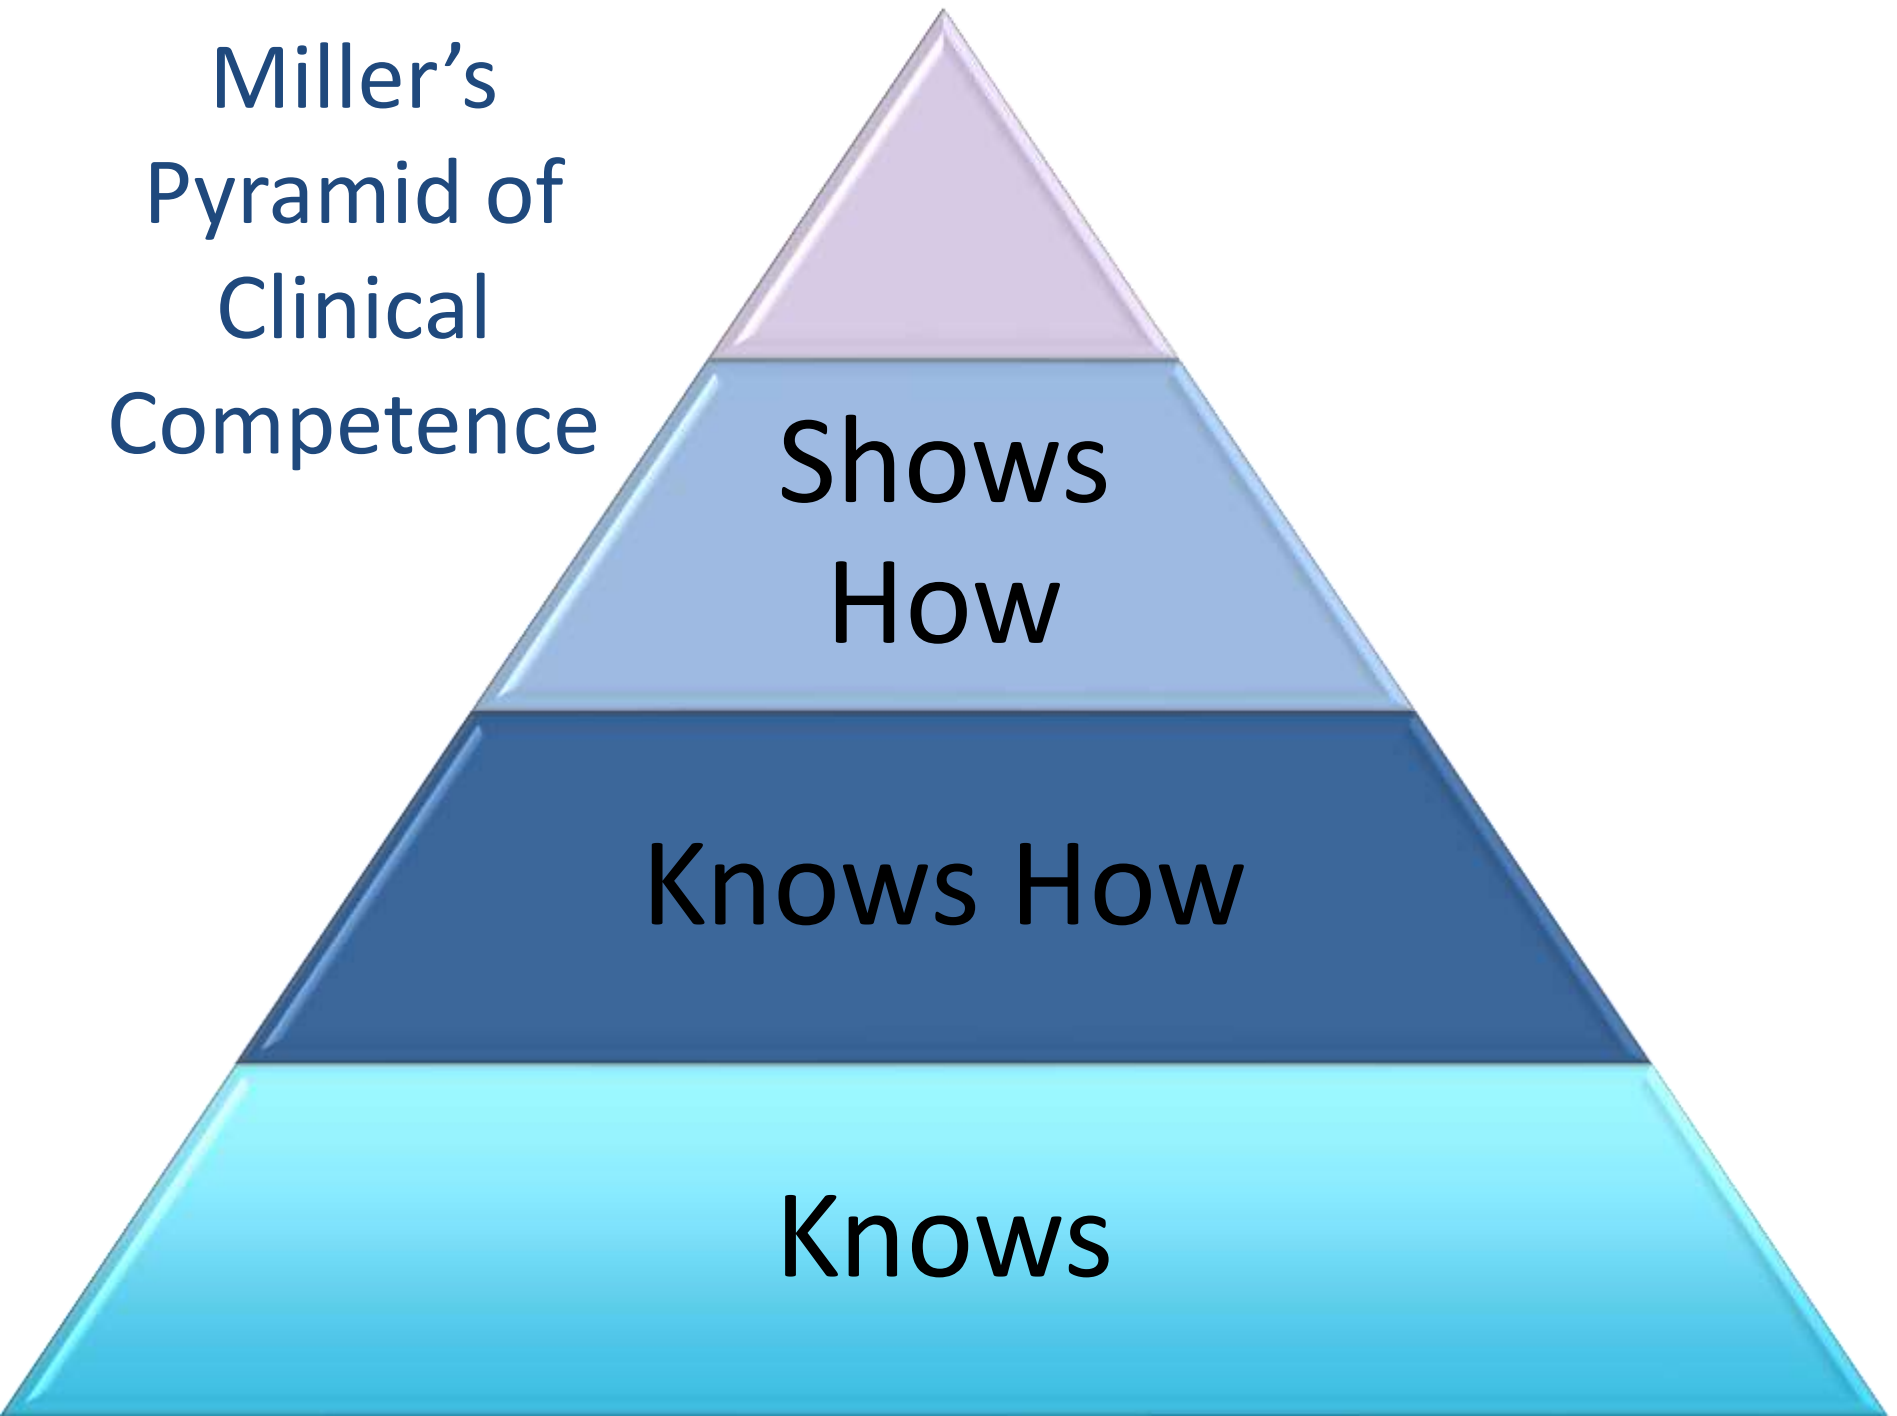 Miller’s
Pyramid of
Clinical
Competence
Shows
How
Knows How
Knows